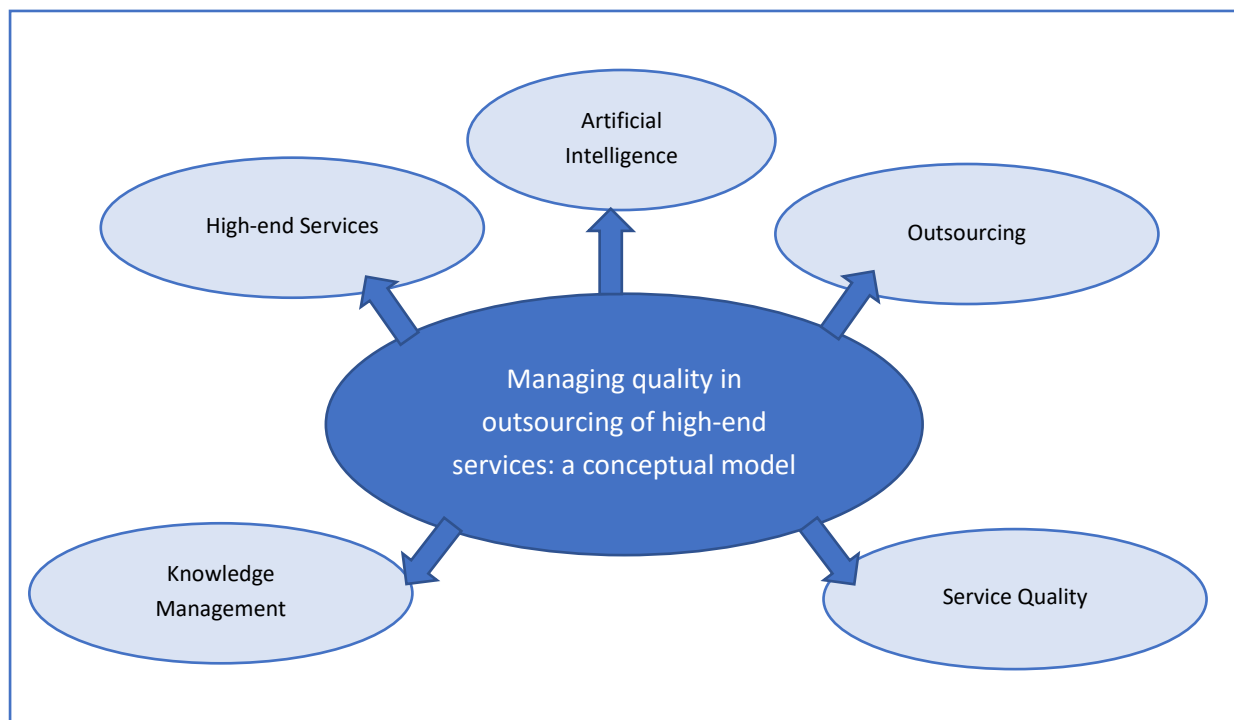 Artificial
Intelligence
High-end Services
Outsourcing
Managing quality in
outsourcing of high-end
services: a conceptual model
Knowledge
Management
Service Quality